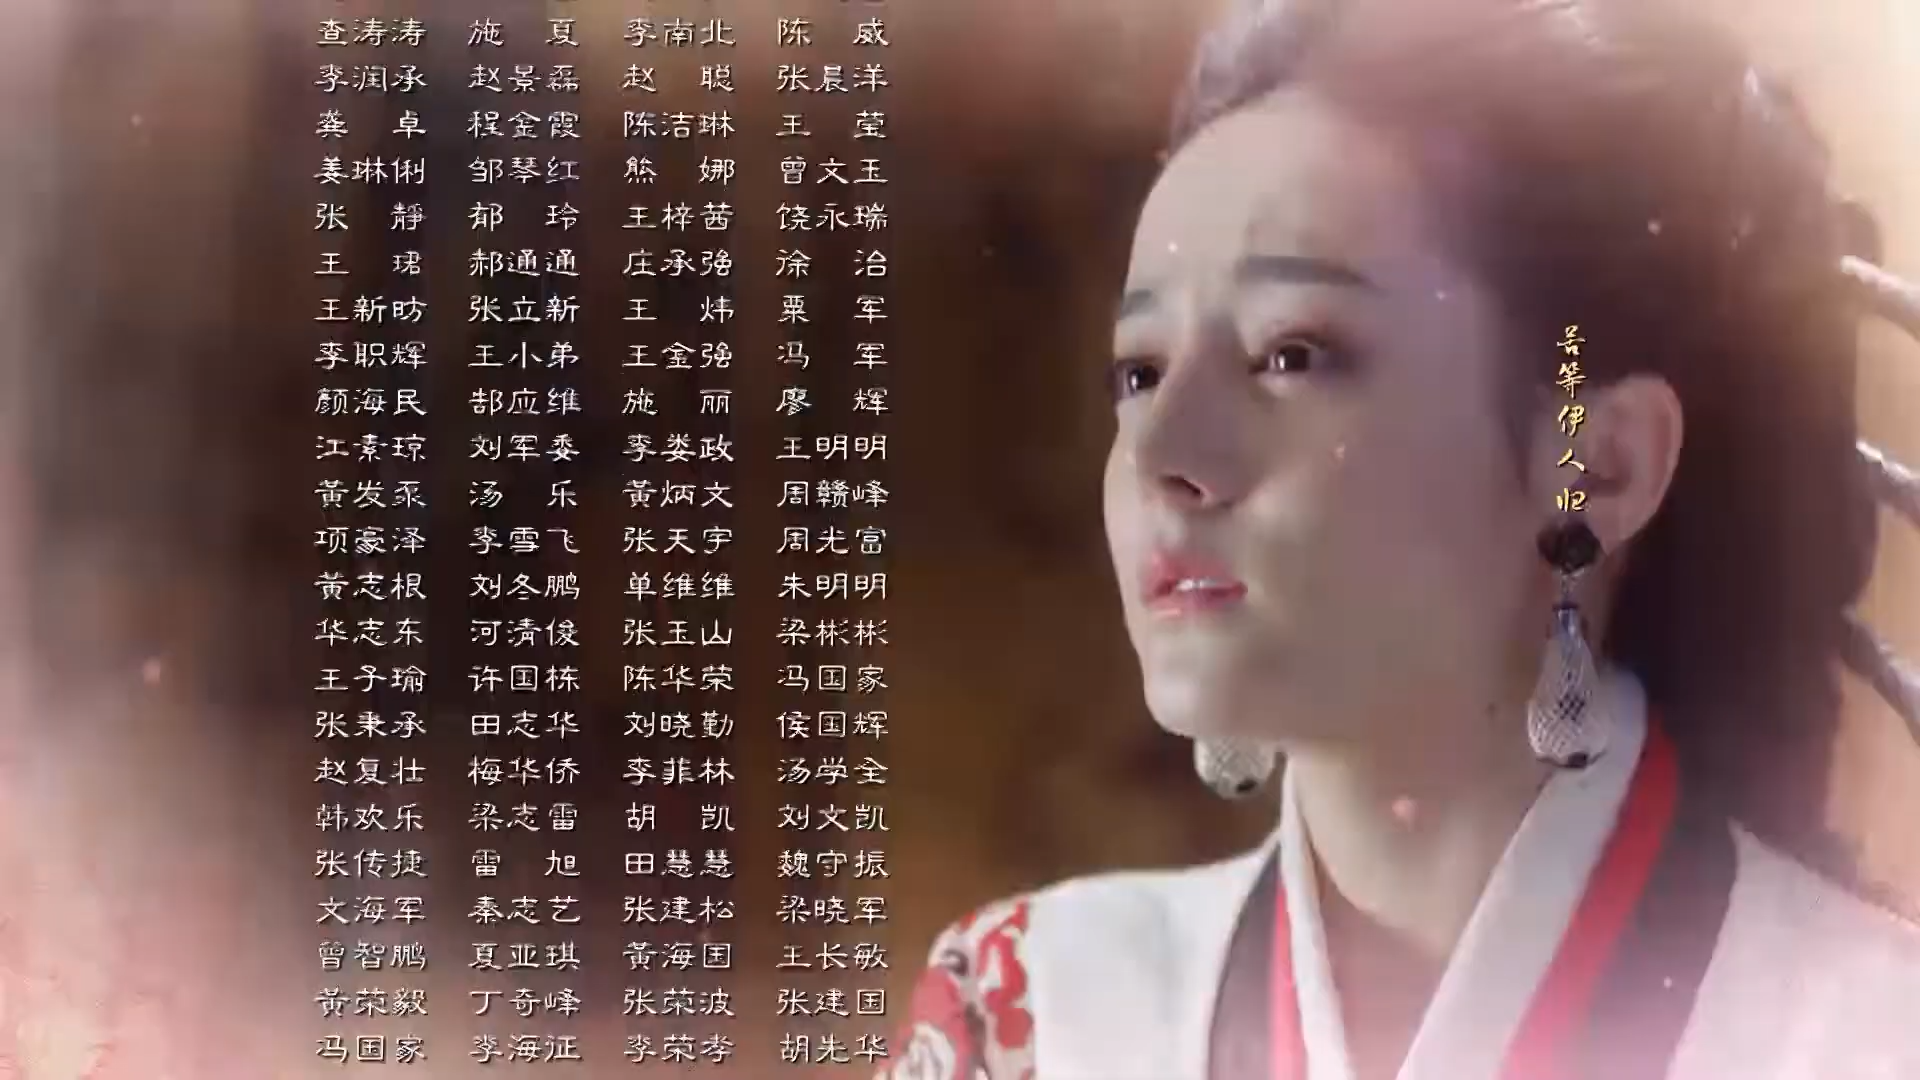 查涛涛 施 夏 李南北 陈 威
李润承 赵景磊 赵 聪 张晨洋
龚 卓 程金霞 陈洁琳 王 莹
姜琳俐 邹琴红 熊 娜 曾文玉
张 静 郁 玲 王梓茜 饶永瑞
王 珺 郝通通 庄承强 徐 治
王新昉 张立新 王 炜 粟 军
李职辉 王小弟 王金强 冯 军
颜海民 郜应维 施 丽 廖 辉
江素琼 刘军委 李娄政 王明明
黄发泵 汤 乐 黄炳文 周赣峰
项豪泽 李雪飞 张天宇 周光富
黄志根 刘冬鹏 单维维 朱明明
华志东 河清俊 张玉山 梁彬彬
王子瑜 许国栋 陈华荣 冯国家
张秉承 田志华 刘晓勤 侯国辉
赵复壮 梅华侨 李菲林 汤学全
韩欢乐 梁志雷 胡 凯 刘文凯
张传捷 雷 旭 田慧慧 魏守振
文海军 秦志艺 张建松 梁晓军
曾智鹏 夏亚琪 黄海国 王长敏
黄荣毅 丁奇峰 张荣波 张建国
冯国家 李海征 李荣孝 胡先华
苦等伊人归